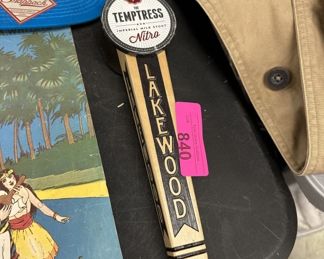 THE
TEMPTRESS
IMPERIAL MILK STOUT
Nitro
LAKEWOOD
840